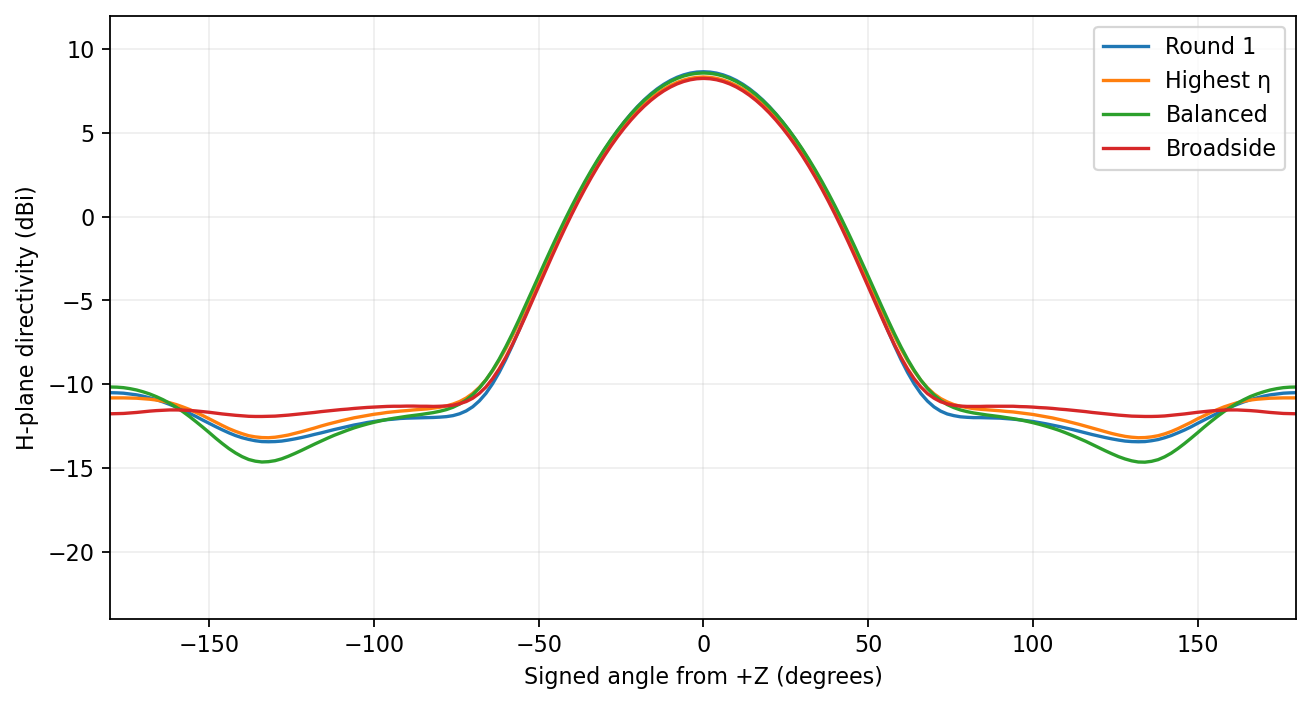 Round 1
Highest η
Balanced
Broadside
H-plane directivity (dBi)
10
5
0
−5
−10
−15
−20
−150
−100
−50
0
50
100
150
Signed angle from +Z (degrees)